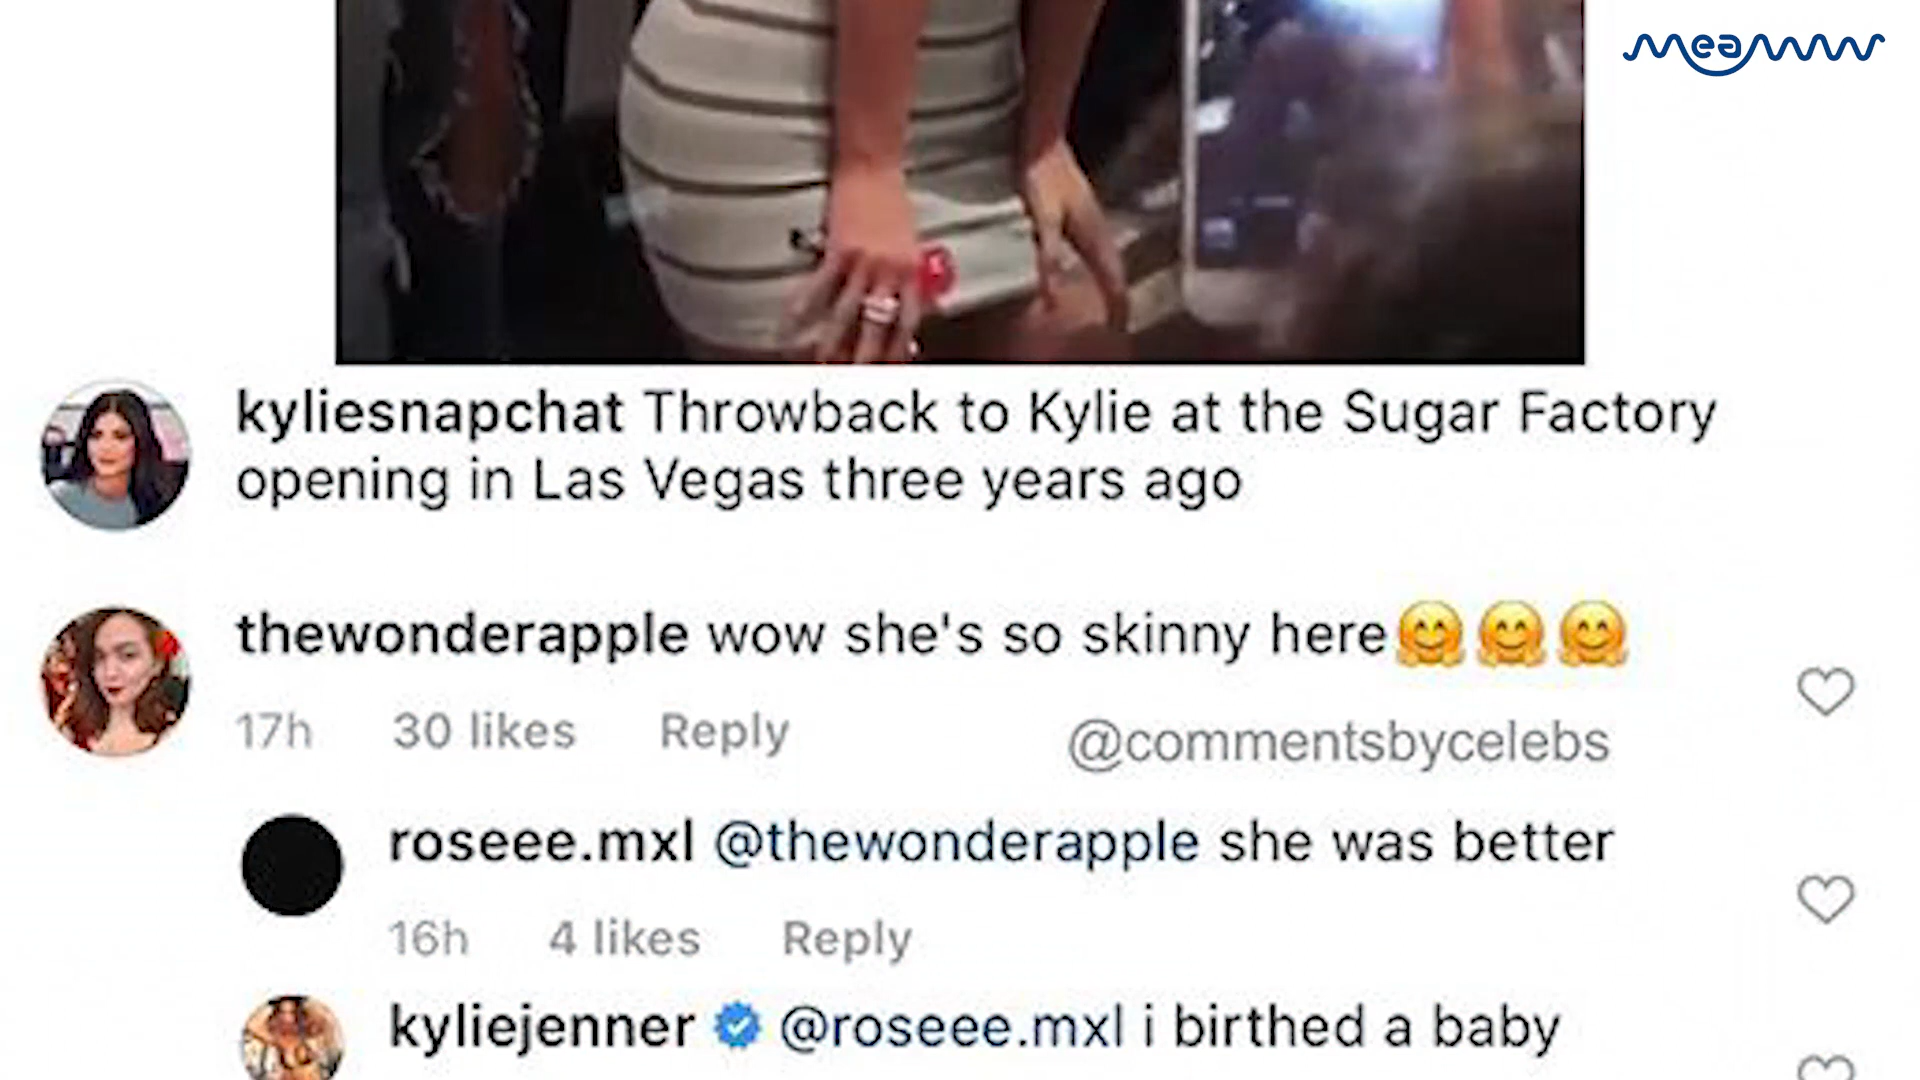 meaww
kyliesnapchat Throwback to Kylie at the Sugar Factory
opening in Las Vegas three years ago
thewonderapple wow she's so skinny here🤗🤗🤗
17h 30 likes Reply
@commentsbycelebs
roseee.mxl @thewonderapple she was better
16h 4 likes Reply
kyliejenner @roseee.mxl i birthed a baby